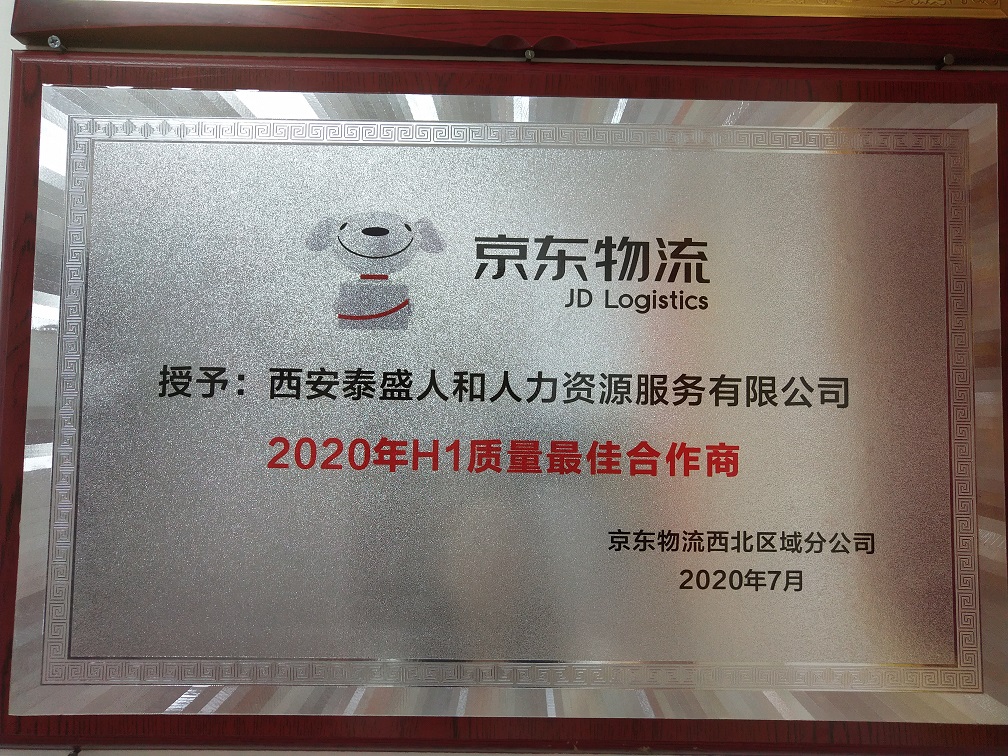 京东物流
JD Logistics
授予：西安泰盛人和人力资源服务有限公司
2020年H1质量最佳合作商
京东物流西北区域分公司
2020年7月